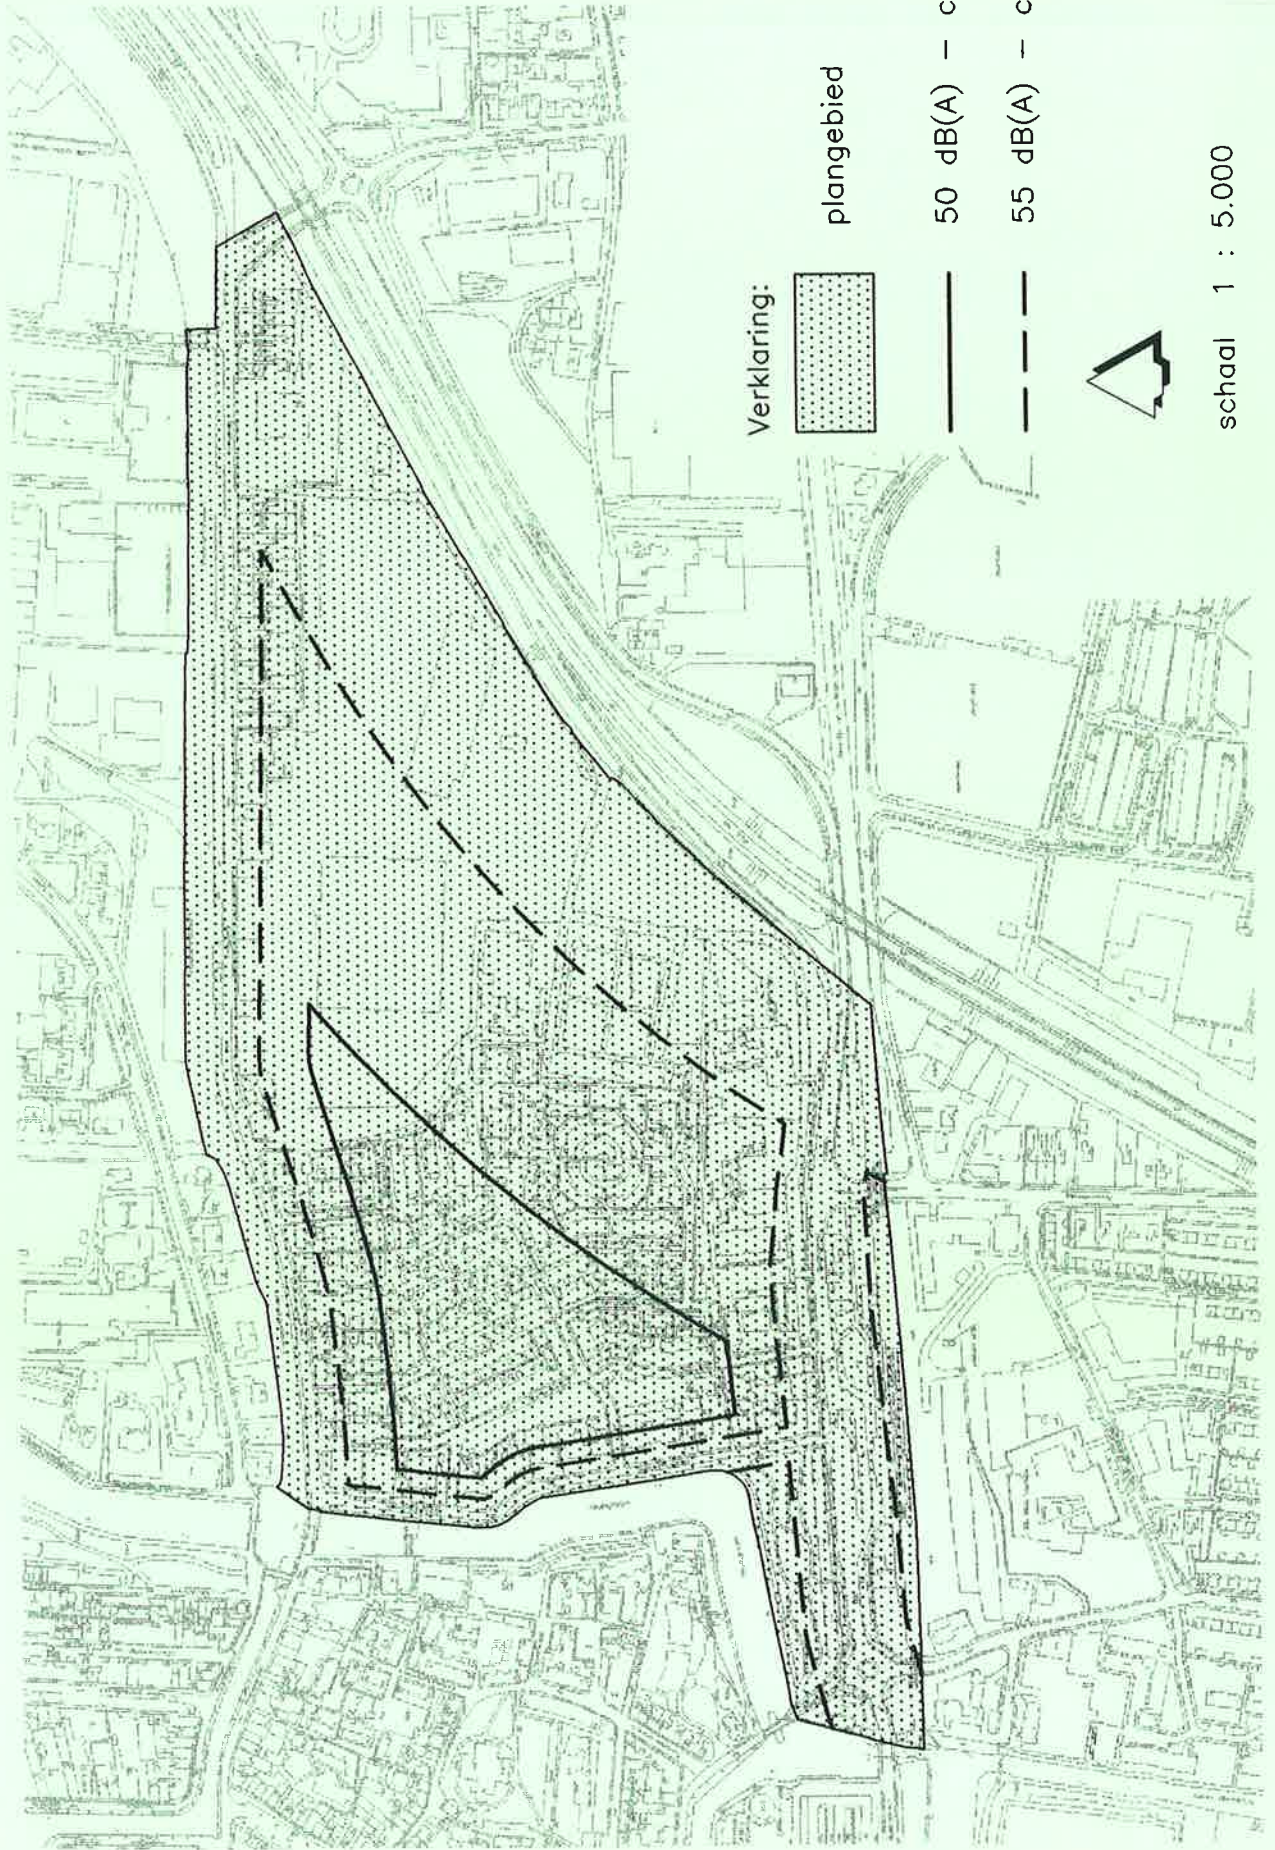 Verklaring:
plangebied
50 dB(A) – c
55 dB(A) – c
schaal 1 : 5.000